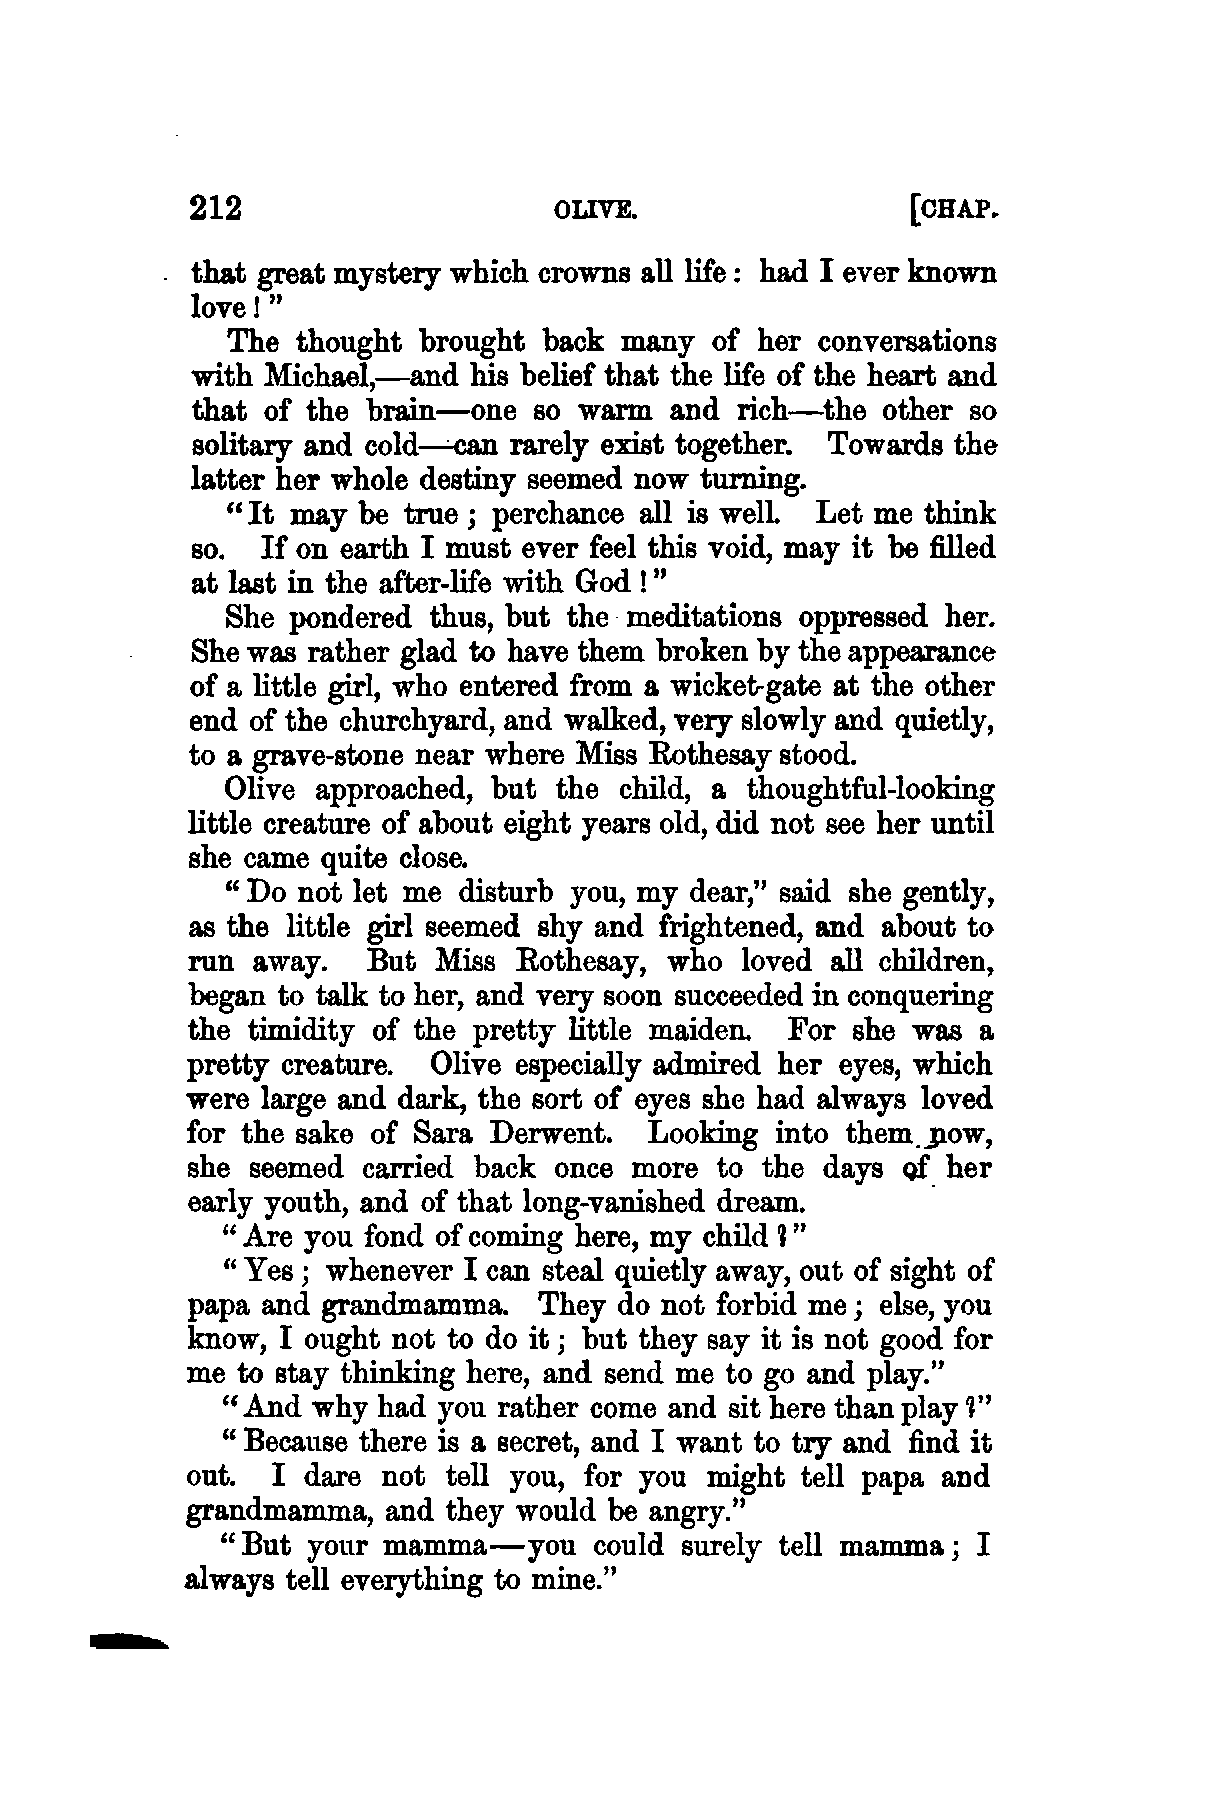 212 OLIVE. [CHAP.
that great mystery which crowns all life: had I ever known
love!"
The thought brought back many of her conversations
with Michael,—and his belief that the life of the heart and
that of the brain—one so warm and rich—the other so
solitary and cold—can rarely exist together. Towards the
latter her whole destiny seemed now turning.
"It may be true; perchance all is well. Let me think
so. If on earth I must ever feel this void, may it be filled
at last in the after-life with God!"
She pondered thus, but the meditations oppressed her.
She was rather glad to have them broken by the appearance
of a little girl, who entered from a wicket-gate at the other
end of the churchyard, and walked, very slowly and quietly,
to a grave-stone near where Miss Rothesay stood.
Olive approached, but the child, a thoughtful-looking
little creature of about eight years old, did not see her until
she came quite close.
"Do not let me disturb you, my dear," said she gently,
as the little girl seemed shy and frightened, and about to
run away. But Miss Rothesay, who loved all children,
began to talk to her, and very soon succeeded in conquering
the timidity of the pretty little maiden. For she was a
pretty creature. Olive especially admired her eyes, which
were large and dark, the sort of eyes she had always loved
for the sake of Sara Derwent. Looking into them now,
she seemed carried back once more to the days of her
early youth, and of that long-vanished dream.
"Are you fond of coming here, my child?"
"Yes; whenever I can steal quietly away, out of sight of
papa and grandmamma. They do not forbid me; else, you
know, I ought not to do it; but they say it is not good for
me to stay thinking here, and send me to go and play."
"And why had you rather come and sit here than play?"
"Because there is a secret, and I want to try and find it
out. I dare not tell you, for you might tell papa and
grandmamma, and they would be angry."
"But your mamma—you could surely tell mamma; I
always tell everything to mine."